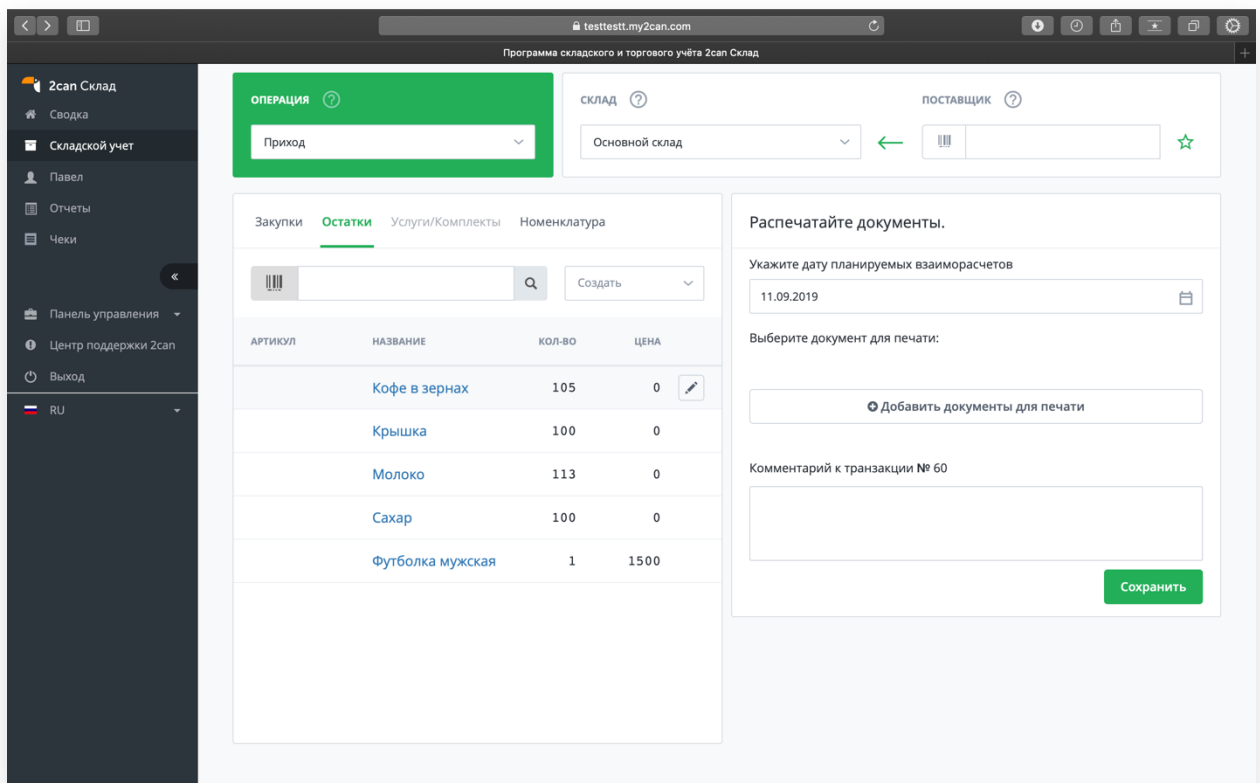 testtestt.my2can.com
Программа складского и торгового учёта 2can Склад
2can Склад
Сводка
Складской учет
Павел
Отчеты
Чеки
Панель управления
Центр поддержки 2can
Выход
RU
ОПЕРАЦИЯ
Приход
СКЛАД
Основной склад
ПОСТАВЩИК
Закупки Остатки Услуги/Комплекты Номенклатура
Создать
АРТИКУЛ НАЗВАНИЕ КОЛ-ВО ЦЕНА
Кофе в зернах 105 0
Крышка 100 0
Молоко 113 0
Сахар 100 0
Футболка мужская 1 1500
Распечатайте документы.
Укажите дату планируемых взаиморасчетов
11.09.2019
Выберите документ для печати:
Добавить документы для печати
Комментарий к транзакции № 60
Сохранить